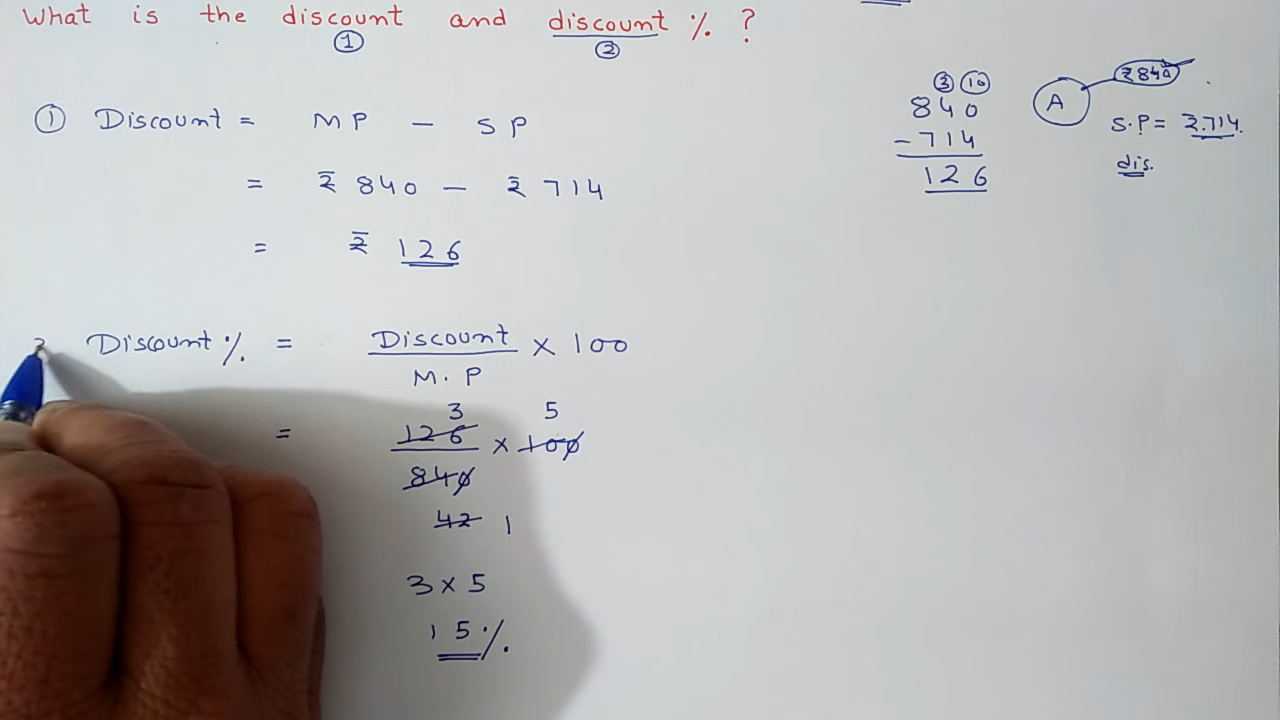 What is the discount and discount % ?
① ②
① Discount = MP - SP
= ₹ 840 - ₹ 714
= ₹ 126
③ ⑩
840
- 714
126
A ₹840
S.P = ₹.714.
dis.
Discount % = Discount / M.P × 100
3 5
= 126 / 840 × 100
42 1
3 × 5
15 %